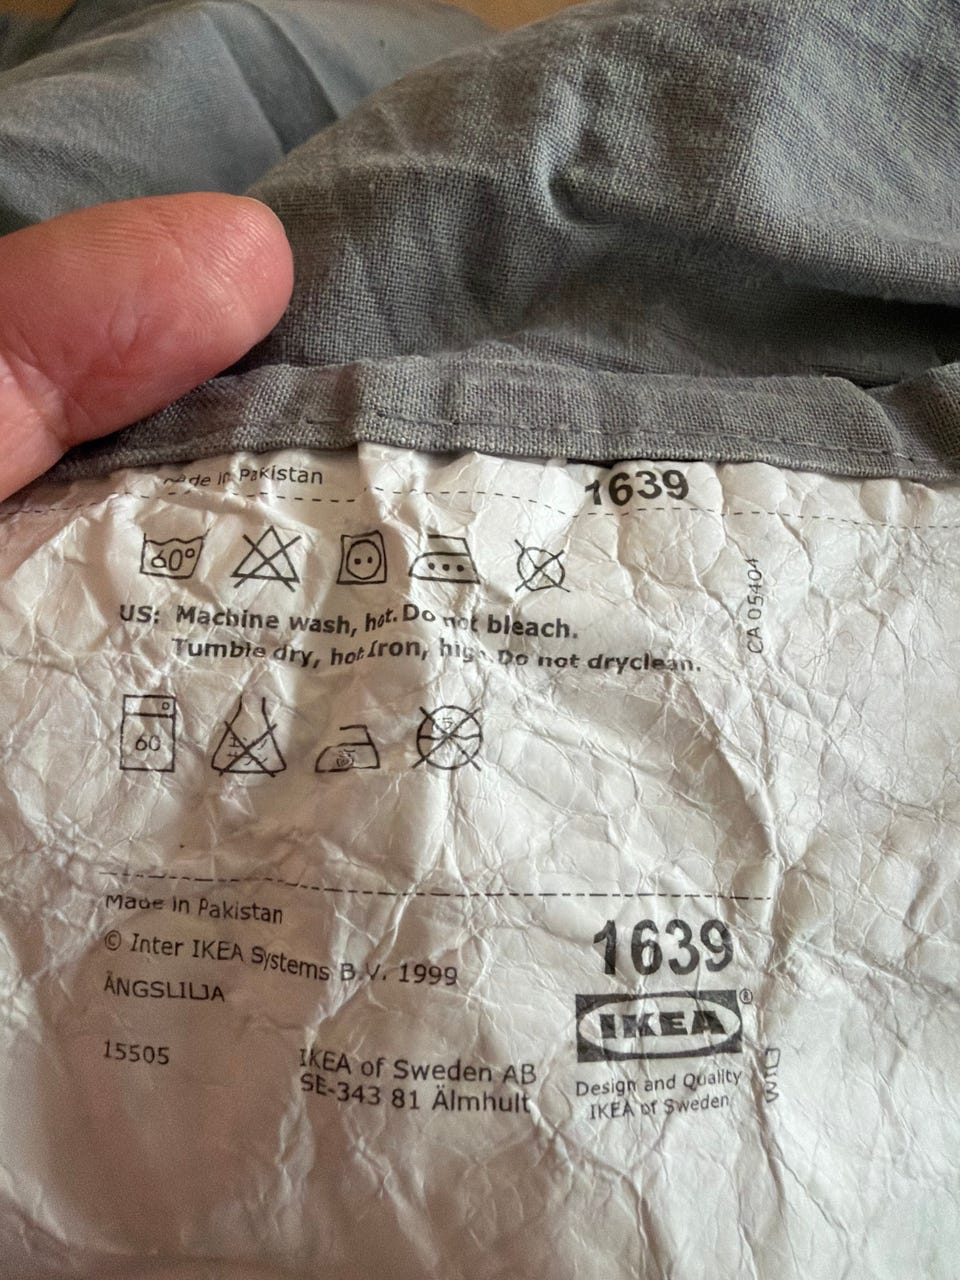 Made in Pakistan
1639
60°
US: Machine wash, hot. Do not bleach.
Tumble dry, hot. Iron, high. Do not dryclean.
CA 05404
60
Made in Pakistan
© Inter IKEA Systems B.V. 1999
ÄNGSLILJA
15505
IKEA of Sweden AB
SE-343 81 Älmhult
1639
IKEA®
Design and Quality
IKEA of Sweden